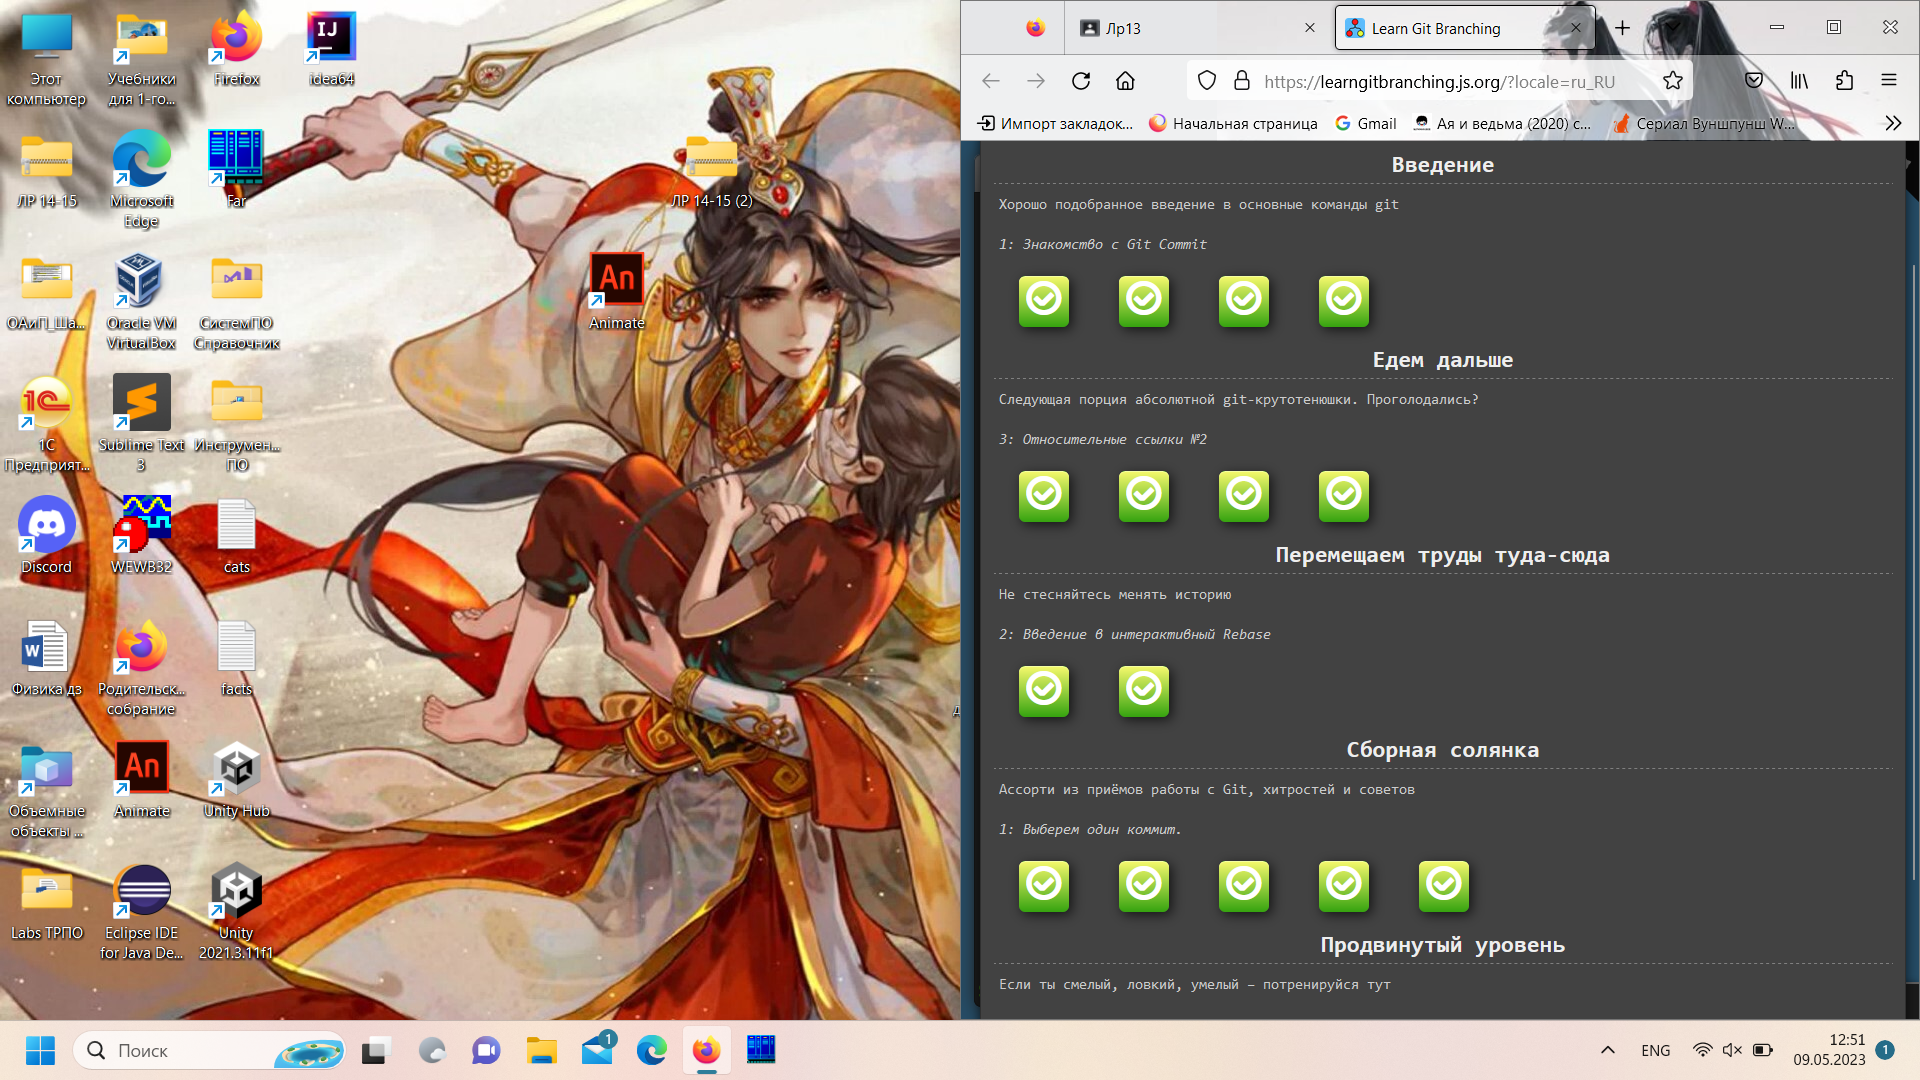 Этот
компьютер
Учебники
для 1-го...
Firefox
idea64
ЛР 14-15
Microsoft
Edge
Far
ЛР 14-15 (2)
ОАиП_Ша...
Oracle VM
VirtualBox
СистемПО
Справочник
An
Animate
1С
Предприят...
Sublime Text
3
Инструмен...
ПО
Discord
WEWB32
cats
Физика дз
Родительск...
собрание
facts
Объемные
объекты ...
An
Animate
Unity Hub
Labs ТРПО
Eclipse IDE
for Java De...
Unity
2021.3.11f1
Лр13
Learn Git Branching
https://learngitbranching.js.org/?locale=ru_RU
Импорт закладок...
Начальная страница
Gmail
Ая и ведьма (2020) с...
Сериал Вуншпунш W...
Введение
Хорошо подобранное введение в основные команды git
1: Знакомство с Git Commit
Едем дальше
Следующая порция абсолютной git-крутотенюшки. Проголодались?
3: Относительные ссылки №2
Перемещаем труды туда-сюда
Не стесняйтесь менять историю
2: Введение в интерактивный Rebase
Сборная солянка
Ассорти из приёмов работы с Git, хитростей и советов
1: Выберем один коммит.
Продвинутый уровень
Если ты смелый, ловкий, умелый – потренируйся тут
Поиск
1
ENG
12:51
09.05.2023
1